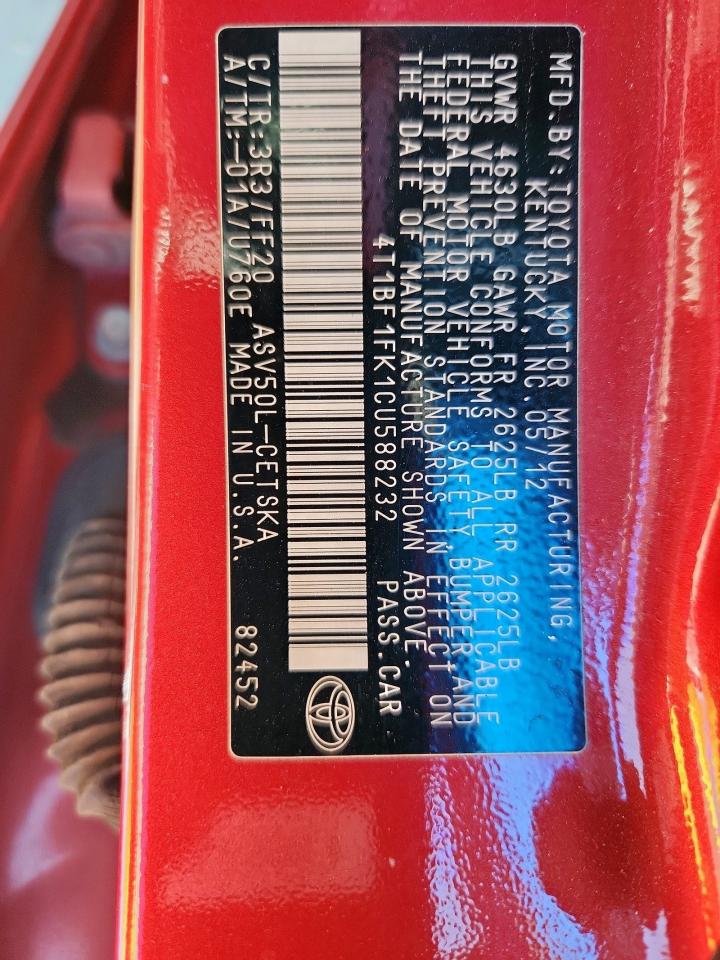 MFD.BY:TOYOTA MOTOR MANUFACTURING,
KENTUCKY,INC.05/12
GVWR 4630LB GAWR FR 2625LB RR 2625LB
THIS VEHICLE CONFORMS TO ALL APPLICABLE
FEDERAL MOTOR VEHICLE SAFETY,BUMPER,AND
THEFT PREVENTION STANDARDS IN EFFECT ON
THE DATE OF MANUFACTURE SHOWN ABOVE.
4T1BF1FK1CU588232 PASS.CAR
C/TR:3R3/FF20 ASV50L-CETSKA
A/TM:-01A/U760E MADE IN U.S.A. 82452